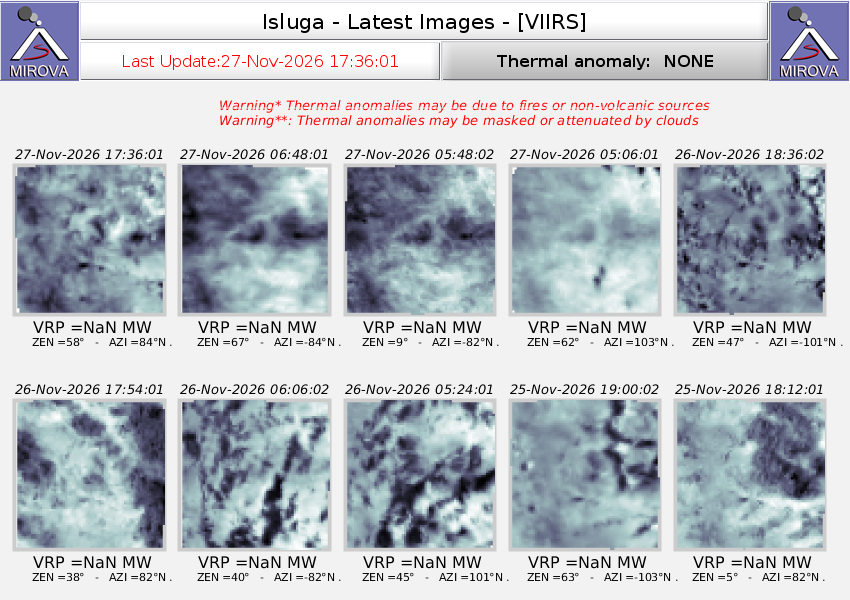 Isluga - Latest Images - [VIIRS]
MIROVA
Last Update:27-Nov-2026 17:36:01
Thermal anomaly: NONE
MIROVA
Warning* Thermal anomalies may be due to fires or non-volcanic sources
Warning**: Thermal anomalies may be masked or attenuated by clouds
27-Nov-2026 17:36:01
27-Nov-2026 06:48:01
27-Nov-2026 05:48:02
27-Nov-2026 05:06:01
26-Nov-2026 18:36:02
VRP =NaN MW
VRP =NaN MW
VRP =NaN MW
VRP =NaN MW
VRP =NaN MW
ZEN =58° - AZI =84°N .
ZEN =67° - AZI =-84°N .
ZEN =9° - AZI =-82°N .
ZEN =62° - AZI =103°N .
ZEN =47° - AZI =-101°N .
26-Nov-2026 17:54:01
26-Nov-2026 06:06:02
26-Nov-2026 05:24:01
25-Nov-2026 19:00:02
25-Nov-2026 18:12:01
VRP =NaN MW
VRP =NaN MW
VRP =NaN MW
VRP =NaN MW
VRP =NaN MW
ZEN =38° - AZI =82°N .
ZEN =40° - AZI =-82°N .
ZEN =45° - AZI =101°N .
ZEN =63° - AZI =-103°N .
ZEN =5° - AZI =82°N .